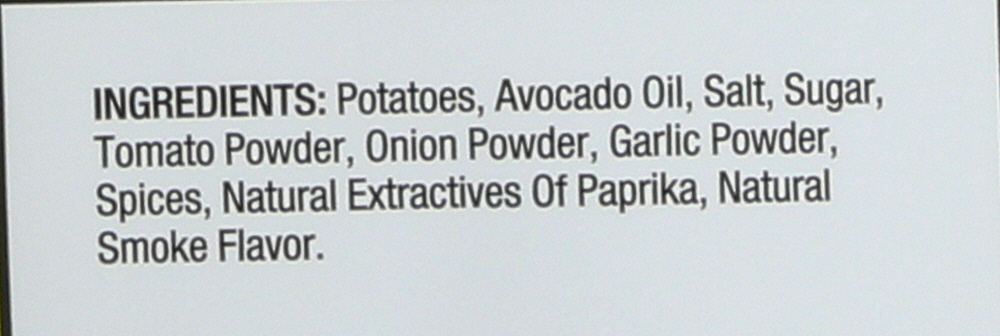 INGREDIENTS: Potatoes, Avocado Oil, Salt, Sugar,
Tomato Powder, Onion Powder, Garlic Powder,
Spices, Natural Extractives Of Paprika, Natural
Smoke Flavor.